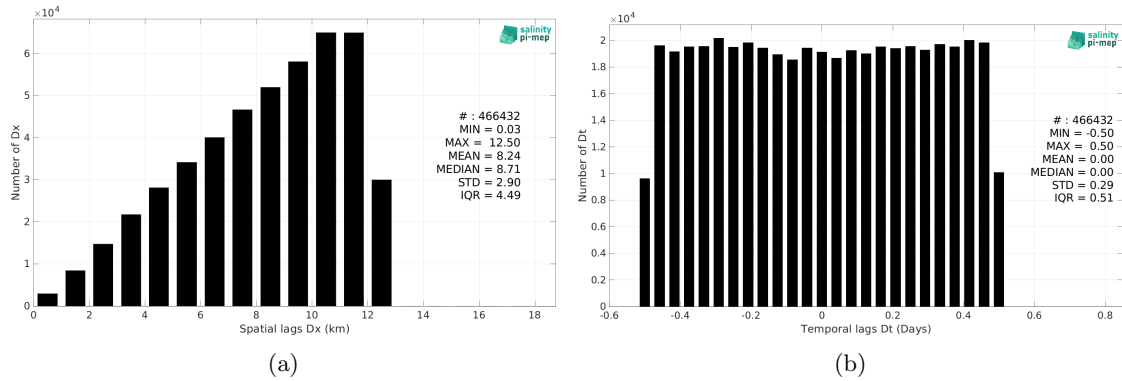 ×10⁴
salinity
pi-mep
6
5
4
3
2
1
0
Number of Dx
# : 466432
MIN = 0.03
MAX = 12.50
MEAN = 8.24
MEDIAN = 8.71
STD = 2.90
IQR = 4.49
0 2 4 6 8 10 12 14 16 18
Spatial lags Dx (km)
(a)
×10⁴
salinity
pi-mep
2
1.8
1.6
1.4
1.2
1
0.8
0.6
0.4
0.2
0
Number of Dt
# : 466432
MIN = -0.50
MAX = 0.50
MEAN = 0.00
MEDIAN = 0.00
STD = 0.29
IQR = 0.51
-0.6 -0.4 -0.2 0 0.2 0.4 0.6 0.8
Temporal lags Dt (Days)
(b)